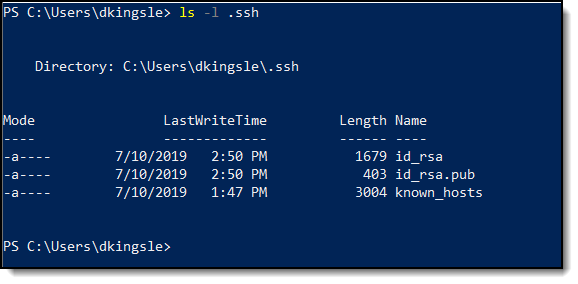 PS C:\Users\dkingsle> ls -l .ssh
Directory: C:\Users\dkingsle\.ssh
Mode LastWriteTime Length Name
---- ------------- ------ ----
-a---- 7/10/2019 2:50 PM 1679 id_rsa
-a---- 7/10/2019 2:50 PM 403 id_rsa.pub
-a---- 7/10/2019 1:47 PM 3004 known_hosts
PS C:\Users\dkingsle>